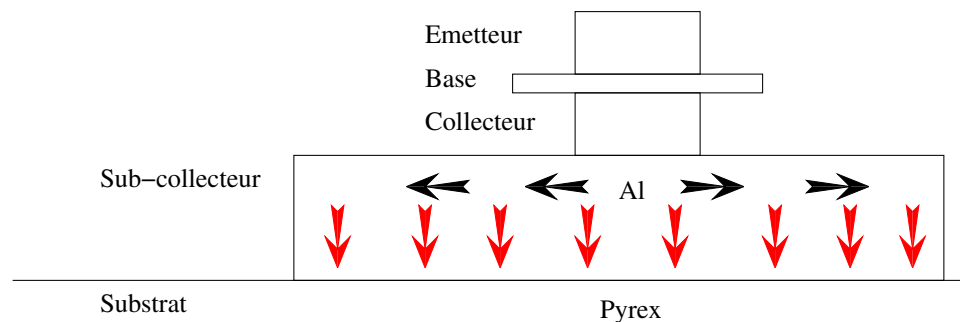 Emetteur
Base
Collecteur
Sub−collecteur
Al
Substrat
Pyrex